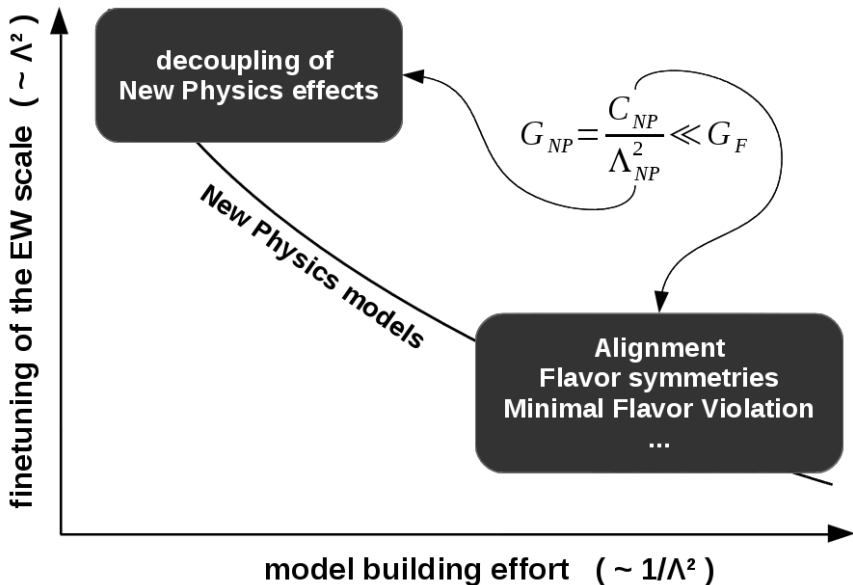 finetuning of the EW scale ( ~ Λ² )
decoupling of
New Physics effects
G_NP = C_NP / Λ²_NP ≪ G_F
New Physics models
Alignment
Flavor symmetries
Minimal Flavor Violation
...
model building effort ( ~ 1/Λ² )